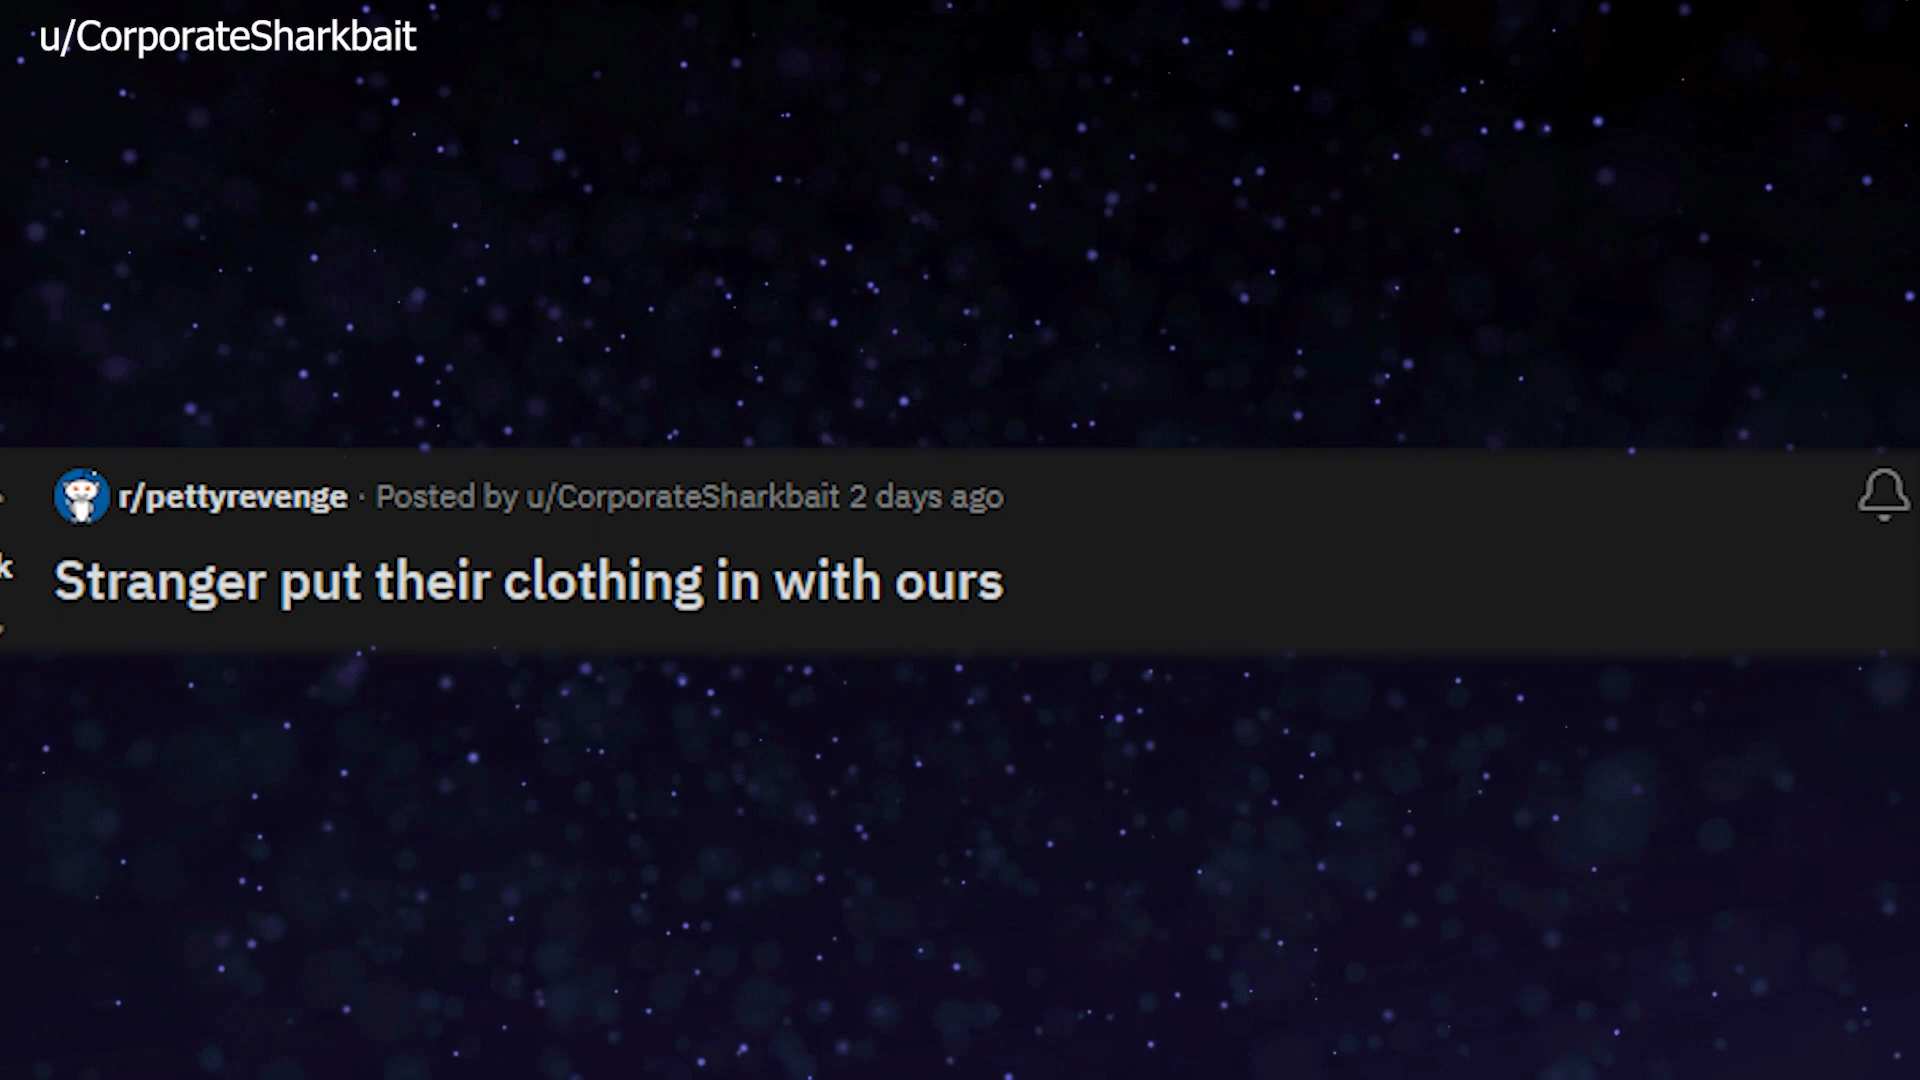 u/CorporateSharkbait
r/pettyrevenge · Posted by u/CorporateSharkbait 2 days ago
k
Stranger put their clothing in with ours